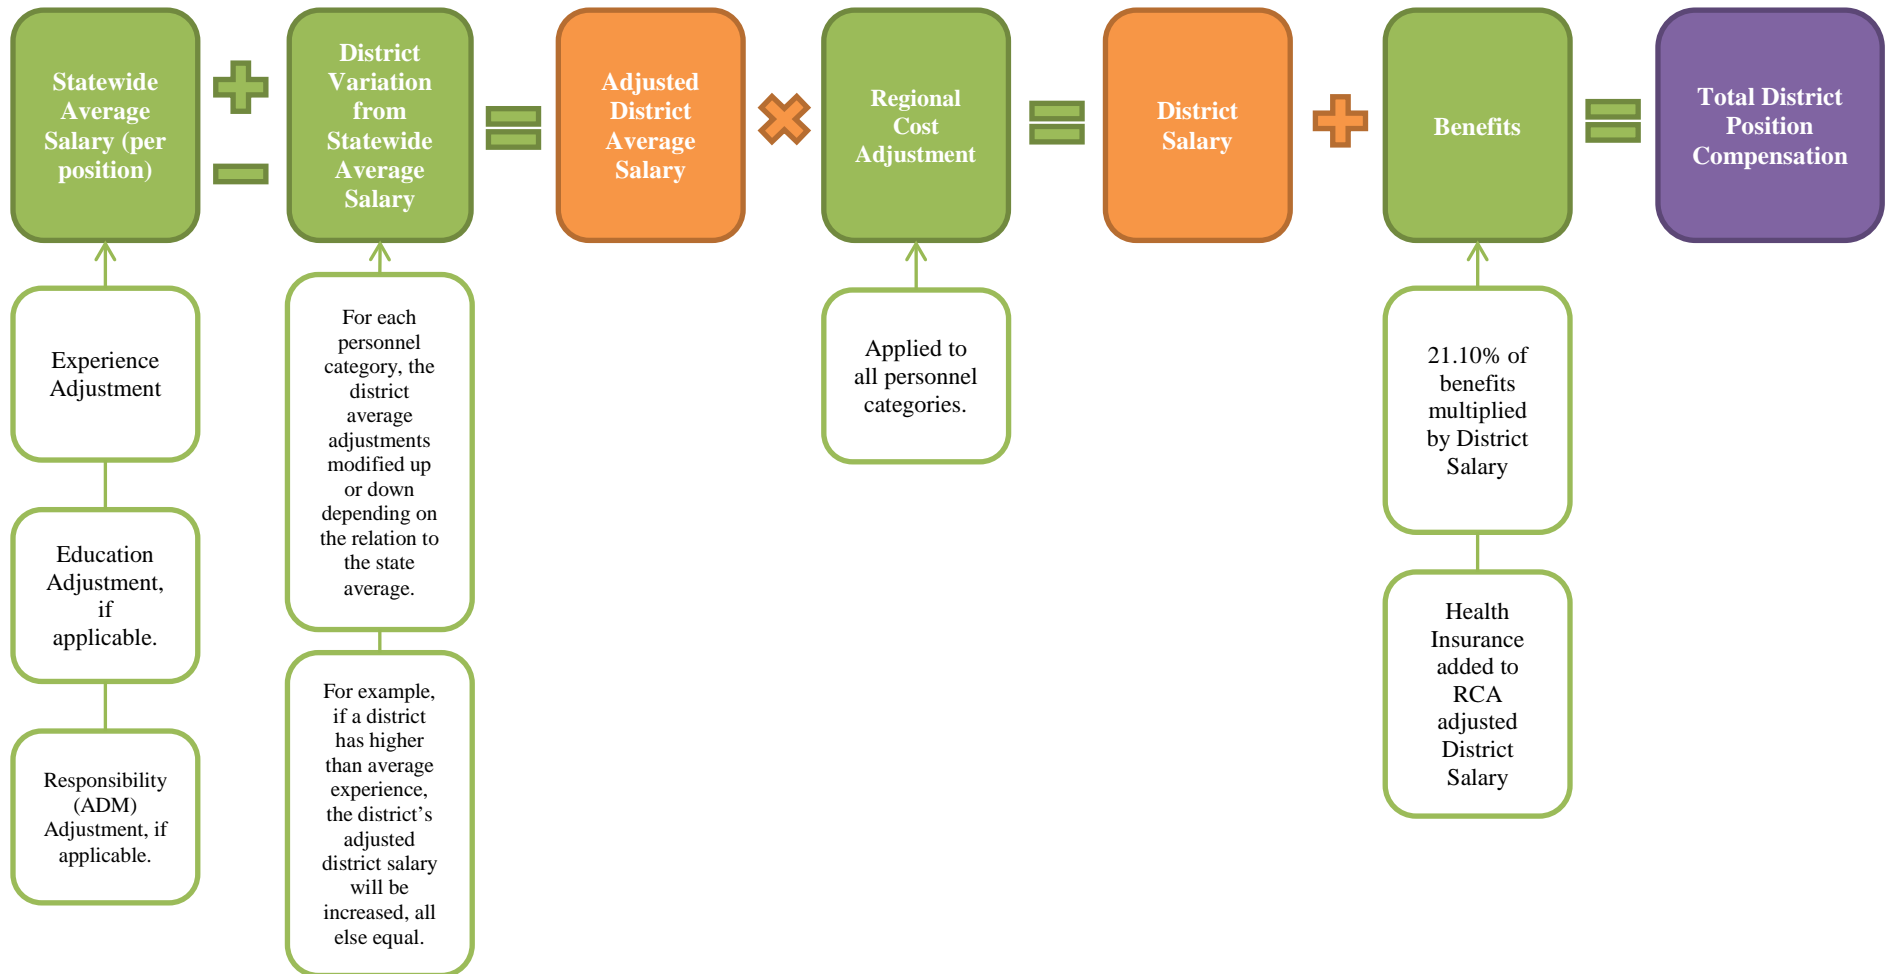 Statewide
Average
Salary (per
position)
District
Variation
from
Statewide
Average
Salary
Adjusted
District
Average
Salary
Regional
Cost
Adjustment
District
Salary
Benefits
Total District
Position
Compensation
Experience
Adjustment
Education
Adjustment,
if
applicable.
Responsibility
(ADM)
Adjustment, if
applicable.
For each
personnel
category, the
district
average
adjustments
modified up
or down
depending on
the relation to
the state
average.
For example,
if a district
has higher
than average
experience,
the district’s
adjusted
district salary
will be
increased, all
else equal.
Applied to
all personnel
categories.
21.10% of
benefits
multiplied
by District
Salary
Health
Insurance
added to
RCA
adjusted
District
Salary